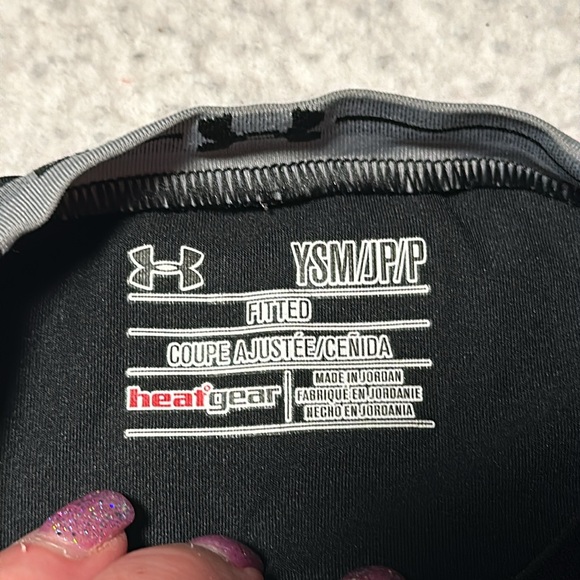 YSM/JP/P
FITTED
COUPE AJUSTÉE/CEÑIDA
heatgear
MADE IN JORDAN
FABRIQUÉ EN JORDANIE
HECHO EN JORDANIA